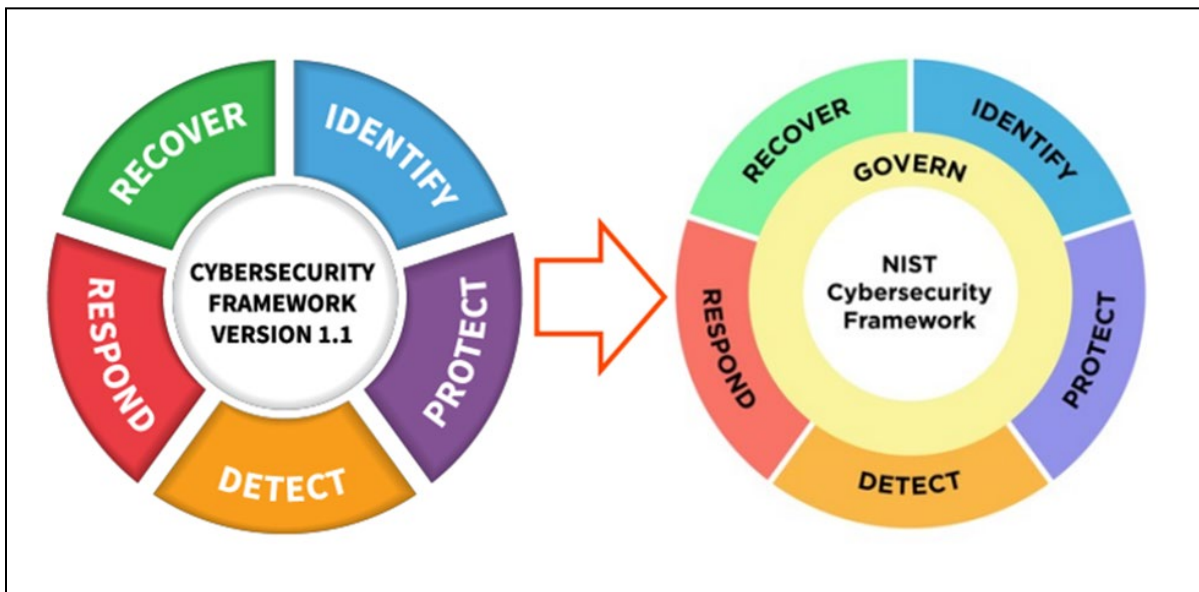 RECOVER
IDENTIFY
PROTECT
DETECT
RESPOND
CYBERSECURITY
FRAMEWORK
VERSION 1.1
RECOVER
IDENTIFY
PROTECT
DETECT
RESPOND
GOVERN
NIST
Cybersecurity
Framework